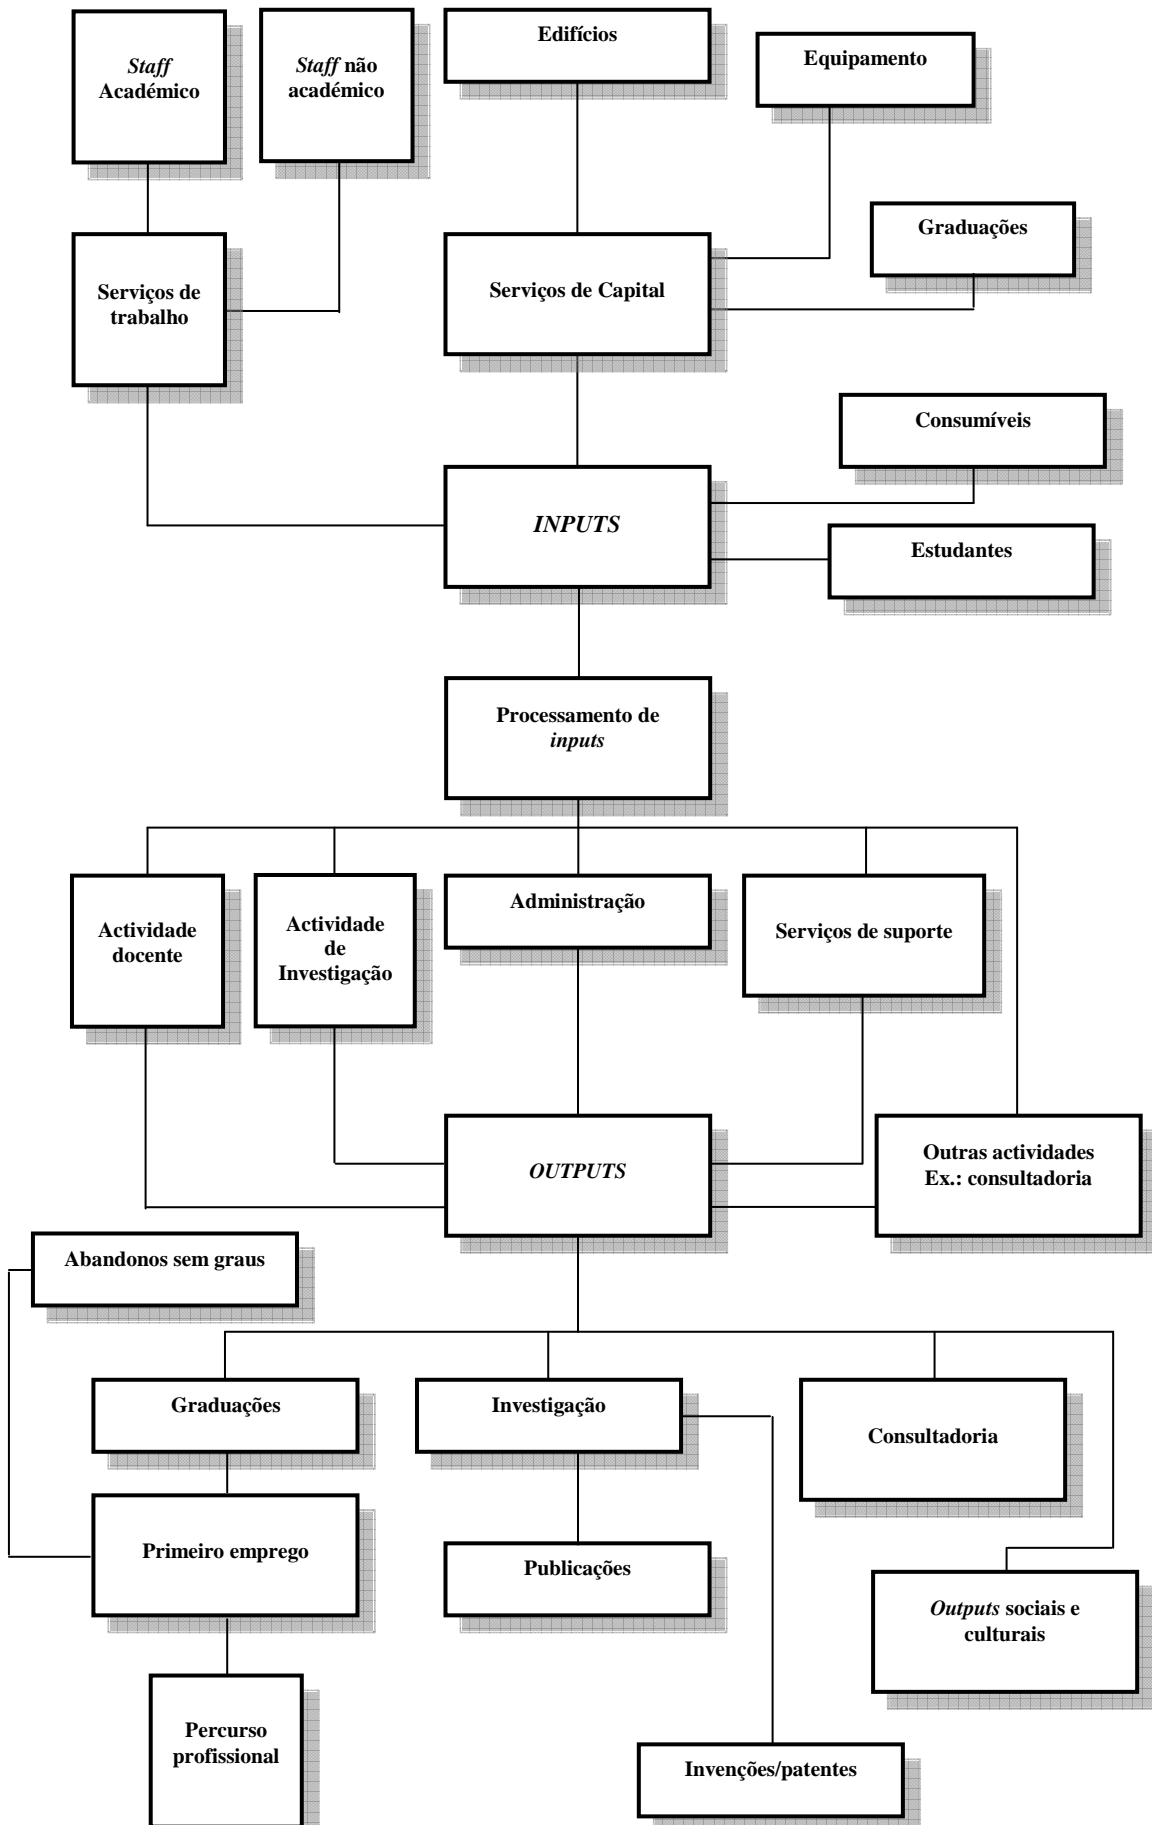 Staff
Académico
Staff não
académico
Edifícios
Equipamento
Graduações
Serviços de
trabalho
Serviços de Capital
Consumíveis
INPUTS
Estudantes
Processamento de
inputs
Actividade
docente
Actividade
de
Investigação
Administração
Serviços de suporte
OUTPUTS
Outras actividades
Ex.: consultadoria
Abandonos sem graus
Graduações
Investigação
Consultadoria
Primeiro emprego
Publicações
Outputs sociais e
culturais
Percurso
profissional
Invenções/patentes